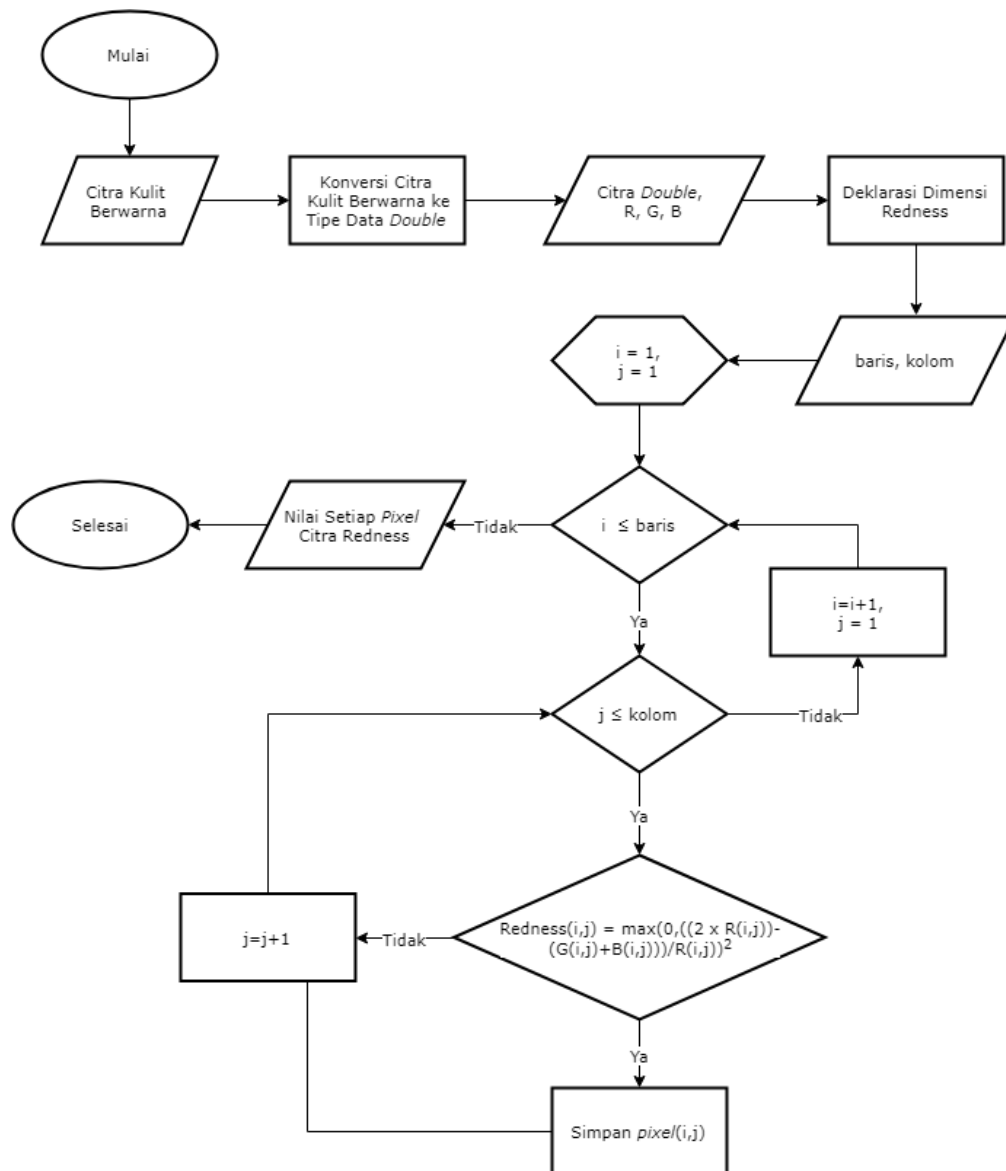 Mulai
Citra Kulit
Berwarna
Konversi Citra
Kulit Berwarna ke
Tipe Data Double
Citra Double,
R, G, B
Deklarasi Dimensi
Redness
baris, kolom
i = 1,
j = 1
i ≤ baris
Tidak
Nilai Setiap Pixel
Citra Redness
Selesai
Ya
i=i+1,
j = 1
j ≤ kolom
Tidak
Ya
Redness(i,j) = max(0,((2 x R(i,j))-
(G(i,j)+B(i,j)))/R(i,j))²
Tidak
j=j+1
Ya
Simpan pixel(i,j)